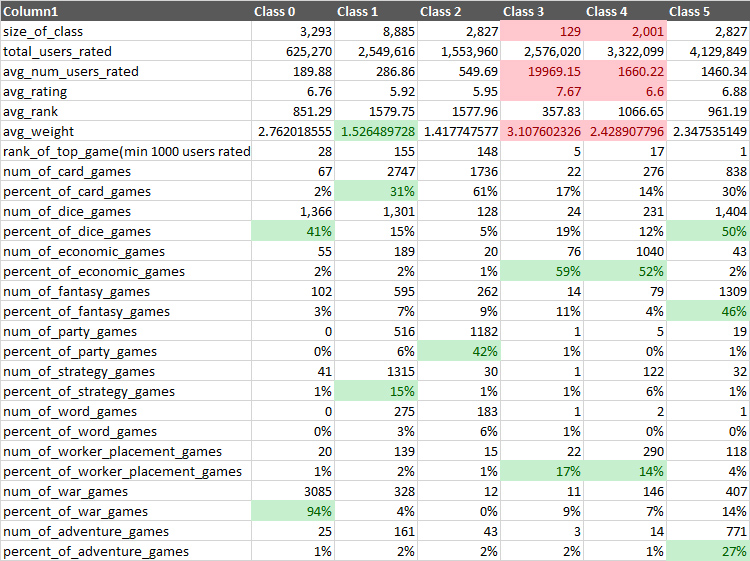 Column1 Class 0 Class 1 Class 2 Class 3 Class 4 Class 5
size_of_class 3,293 8,885 2,827 129 2,001 2,827
total_users_rated 625,270 2,549,616 1,553,960 2,576,020 3,322,099 4,129,849
avg_num_users_rated 189.88 286.86 549.69 19969.15 1660.22 1460.34
avg_rating 6.76 5.92 5.95 7.67 6.6 6.88
avg_rank 851.29 1579.75 1577.96 357.83 1066.65 961.19
avg_weight 2.762018555 1.526489728 1.417747577 3.107602326 2.428907796 2.347535149
rank_of_top_game(min 1000 users rated 28 155 148 5 17 1
num_of_card_games 67 2747 1736 22 276 838
percent_of_card_games 2% 31% 61% 17% 14% 30%
num_of_dice_games 1,366 1,301 128 24 231 1,404
percent_of_dice_games 41% 15% 5% 19% 12% 50%
num_of_economic_games 55 189 20 76 1040 43
percent_of_economic_games 2% 2% 1% 59% 52% 2%
num_of_fantasy_games 102 595 262 14 79 1309
percent_of_fantasy_games 3% 7% 9% 11% 4% 46%
num_of_party_games 0 516 1182 1 5 19
percent_of_party_games 0% 6% 42% 1% 0% 1%
num_of_strategy_games 41 1315 30 1 122 32
percent_of_strategy_games 1% 15% 1% 1% 6% 1%
num_of_word_games 0 275 183 1 2 1
percent_of_word_games 0% 3% 6% 1% 0% 0%
num_of_worker_placement_games 20 139 15 22 290 118
percent_of_worker_placement_games 1% 2% 1% 17% 14% 4%
num_of_war_games 3085 328 12 11 146 407
percent_of_war_games 94% 4% 0% 9% 7% 14%
num_of_adventure_games 25 161 43 3 14 771
percent_of_adventure_games 1% 2% 2% 2% 1% 27%